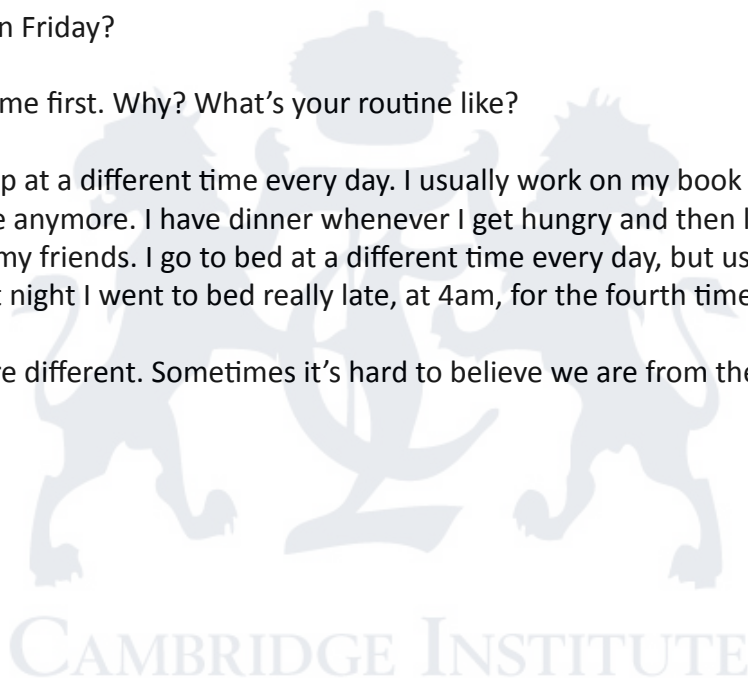 n Friday?
me first. Why? What's your routine like?
p at a different time every day. I usually work on my book
e anymore. I have dinner whenever I get hungry and then
my friends. I go to bed at a different time every day, but us
t night I went to bed really late, at 4am, for the fourth time
re different. Sometimes it's hard to believe we are from the
CAMBRIDGE INSTITUTE